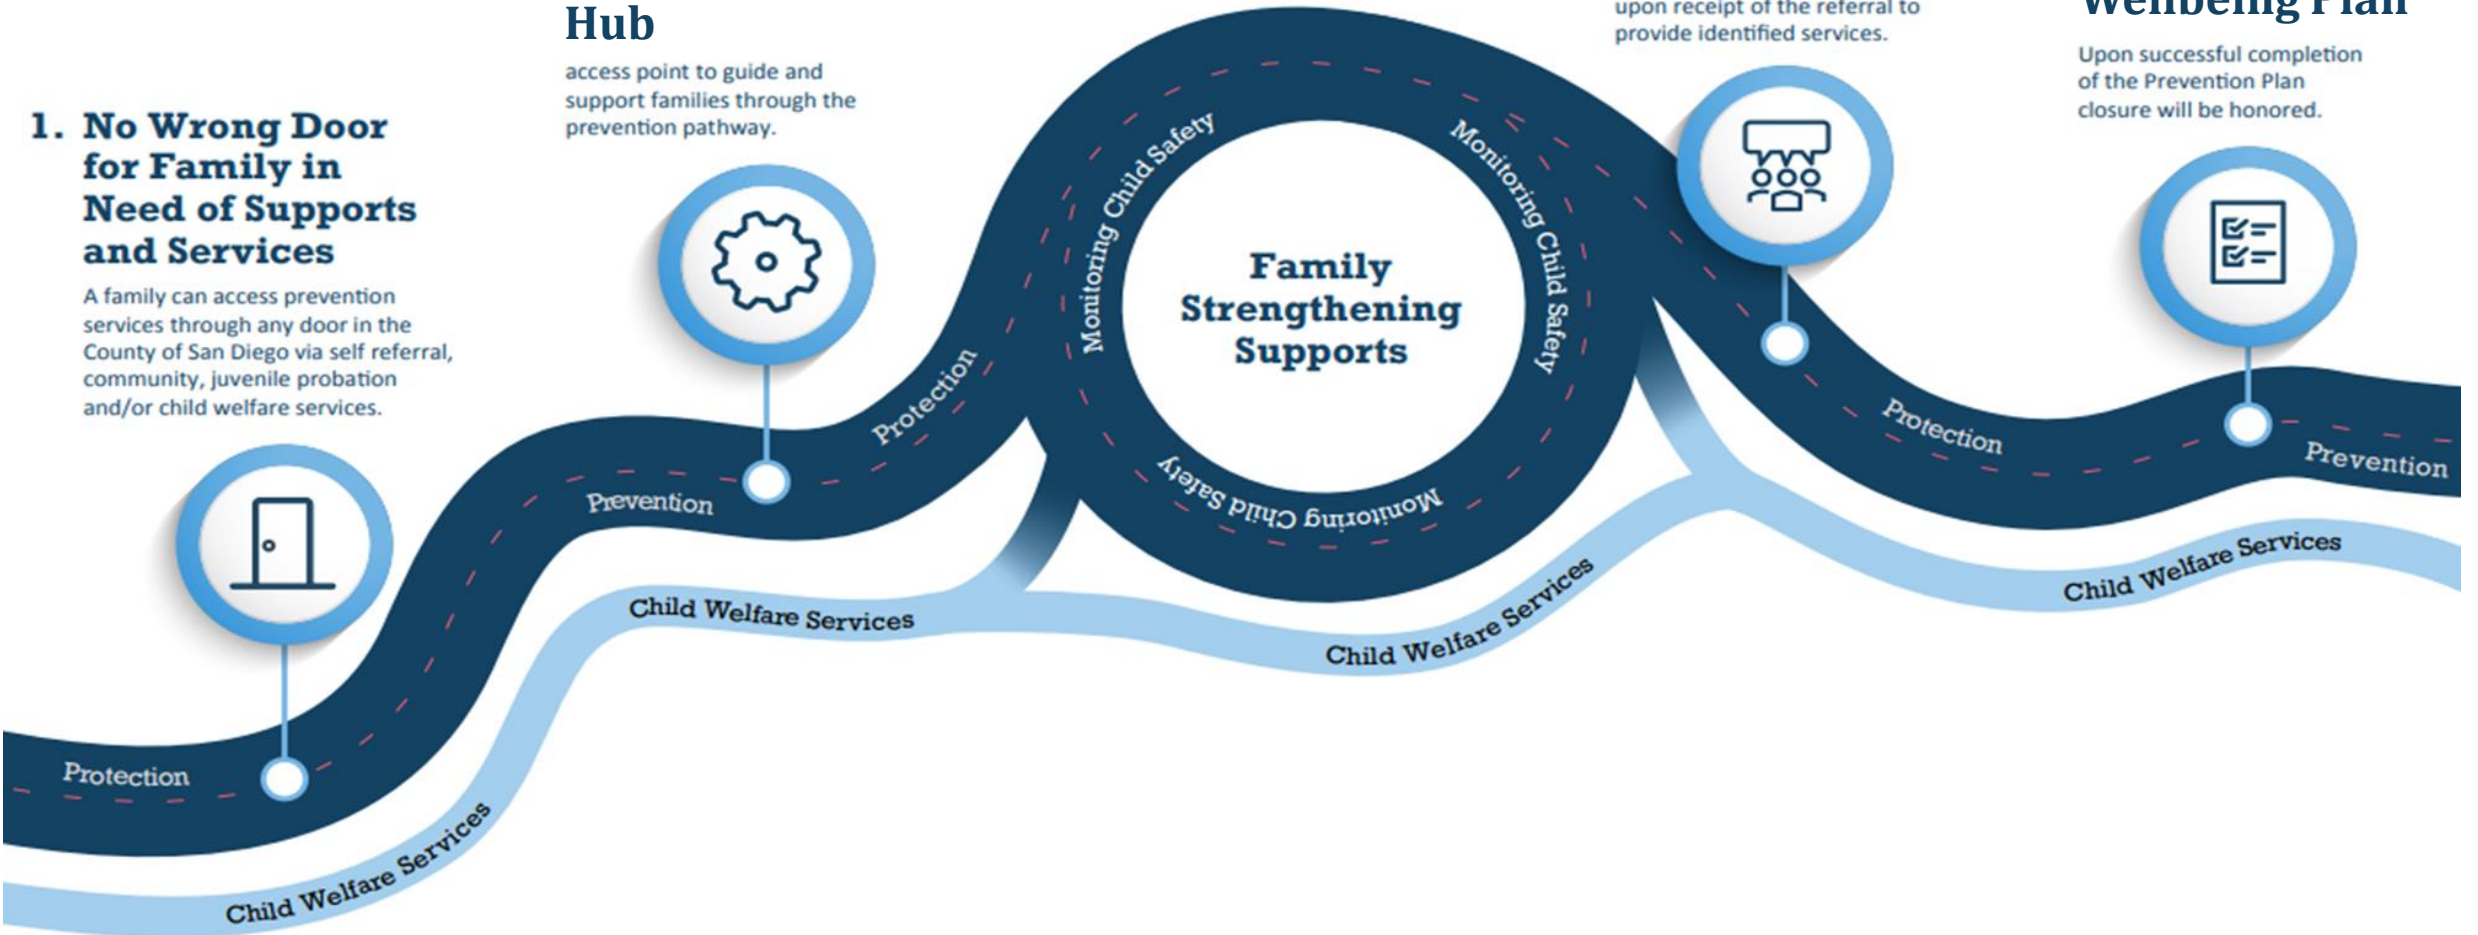 1. No Wrong Door
for Family in
Need of Supports
and Services
A family can access prevention
services through any door in the
County of San Diego via self referral,
community, juvenile probation
and/or child welfare services.
Hub
access point to guide and
support families through the
prevention pathway.
upon receipt of the referral to
provide identified services.
Wellbeing Plan
Upon successful completion
of the Prevention Plan
closure will be honored.
Family
Strengthening
Supports
Monitoring Child Safety
Monitoring Child Safety
Monitoring Child Safety
Protection
Prevention
Protection
Protection
Prevention
Child Welfare Services
Child Welfare Services
Child Welfare Services
Child Welfare Services